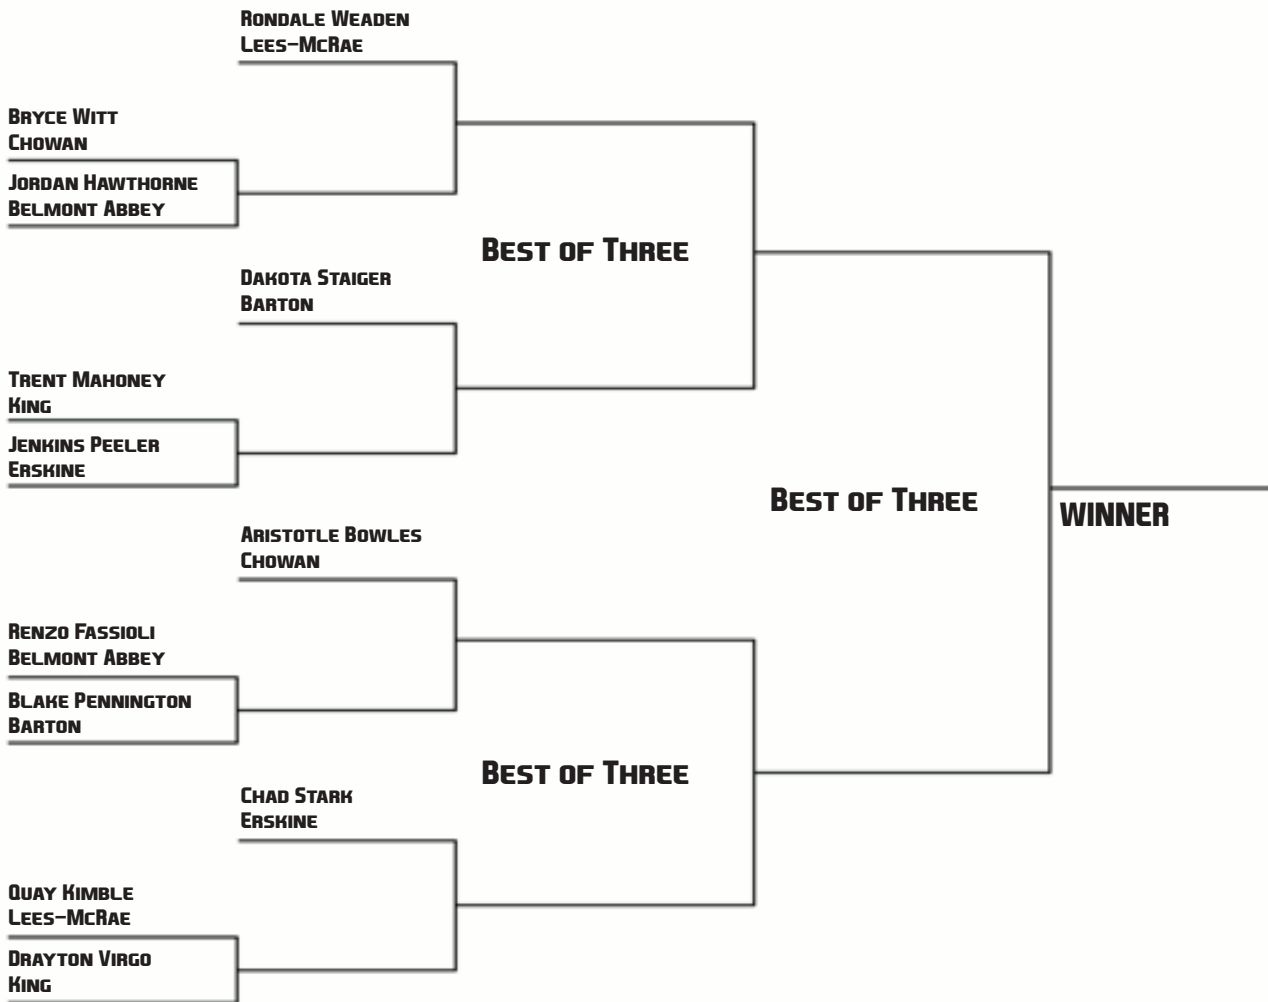 Rondale Weaden
Lees-McRae
Bryce Witt
Chowan
Jordan Hawthorne
Belmont Abbey
Best of Three
Dakota Staiger
Barton
Trent Mahoney
King
Jenkins Peeler
Erskine
Best of Three
WINNER
Aristotle Bowles
Chowan
Renzo Fassioli
Belmont Abbey
Blake Pennington
Barton
Best of Three
Chad Stark
Erskine
Quay Kimble
Lees-McRae
Drayton Virgo
King